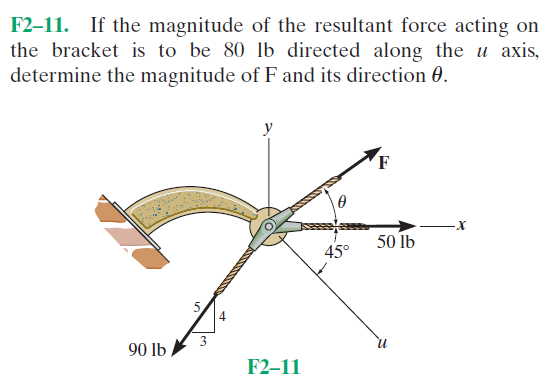 F2–11. If the magnitude of the resultant force acting on
the bracket is to be 80 lb directed along the u axis,
determine the magnitude of F and its direction θ.
y
F
θ
x
50 lb
45°
5
4
3
90 lb
u
F2–11